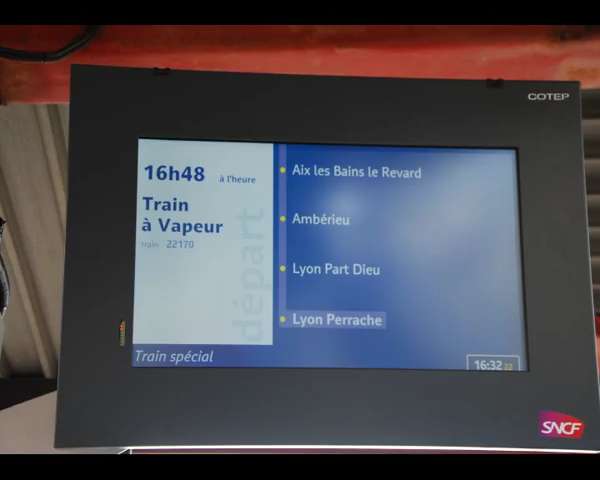 COTEP
16h48 à l'heure
Train
à Vapeur
train 22170
départ
Aix les Bains le Revard
Ambérieu
Lyon Part Dieu
Lyon Perrache
Train spécial
16:32 22
SNCF